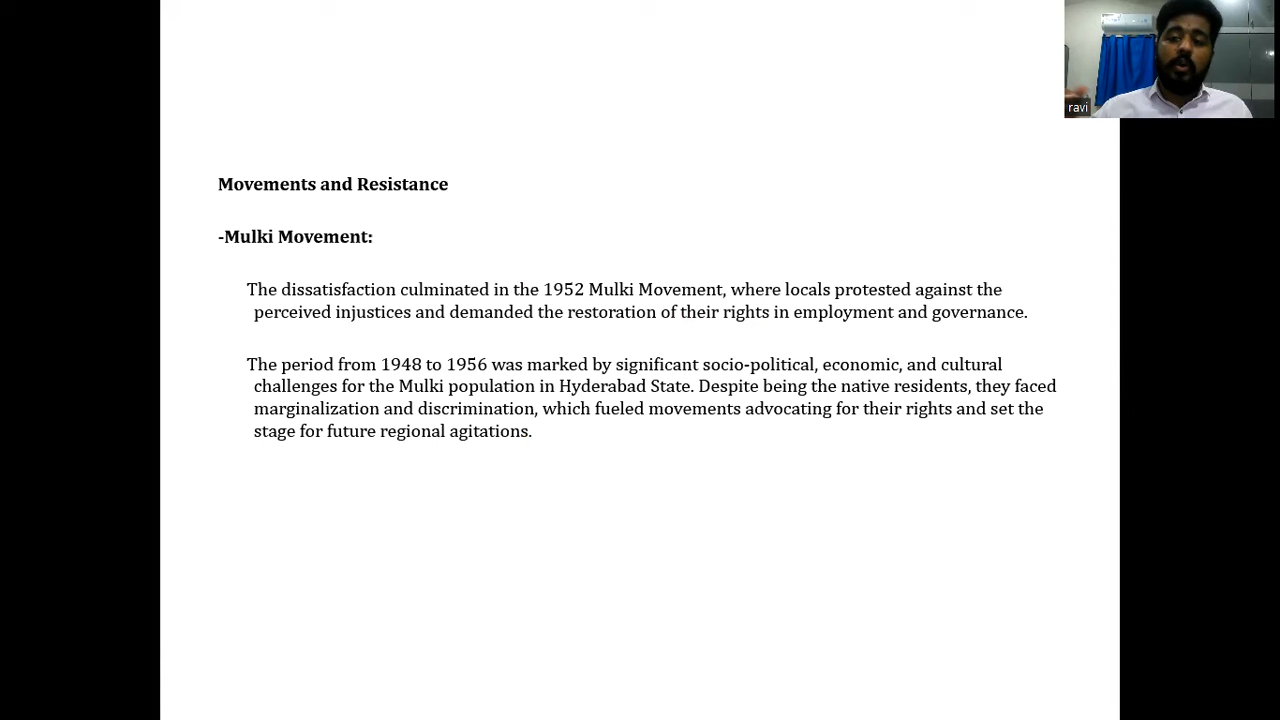 ravi
Movements and Resistance
-Mulki Movement:
The dissatisfaction culminated in the 1952 Mulki Movement, where locals protested against the
perceived injustices and demanded the restoration of their rights in employment and governance.
The period from 1948 to 1956 was marked by significant socio-political, economic, and cultural
challenges for the Mulki population in Hyderabad State. Despite being the native residents, they faced
marginalization and discrimination, which fueled movements advocating for their rights and set the
stage for future regional agitations.